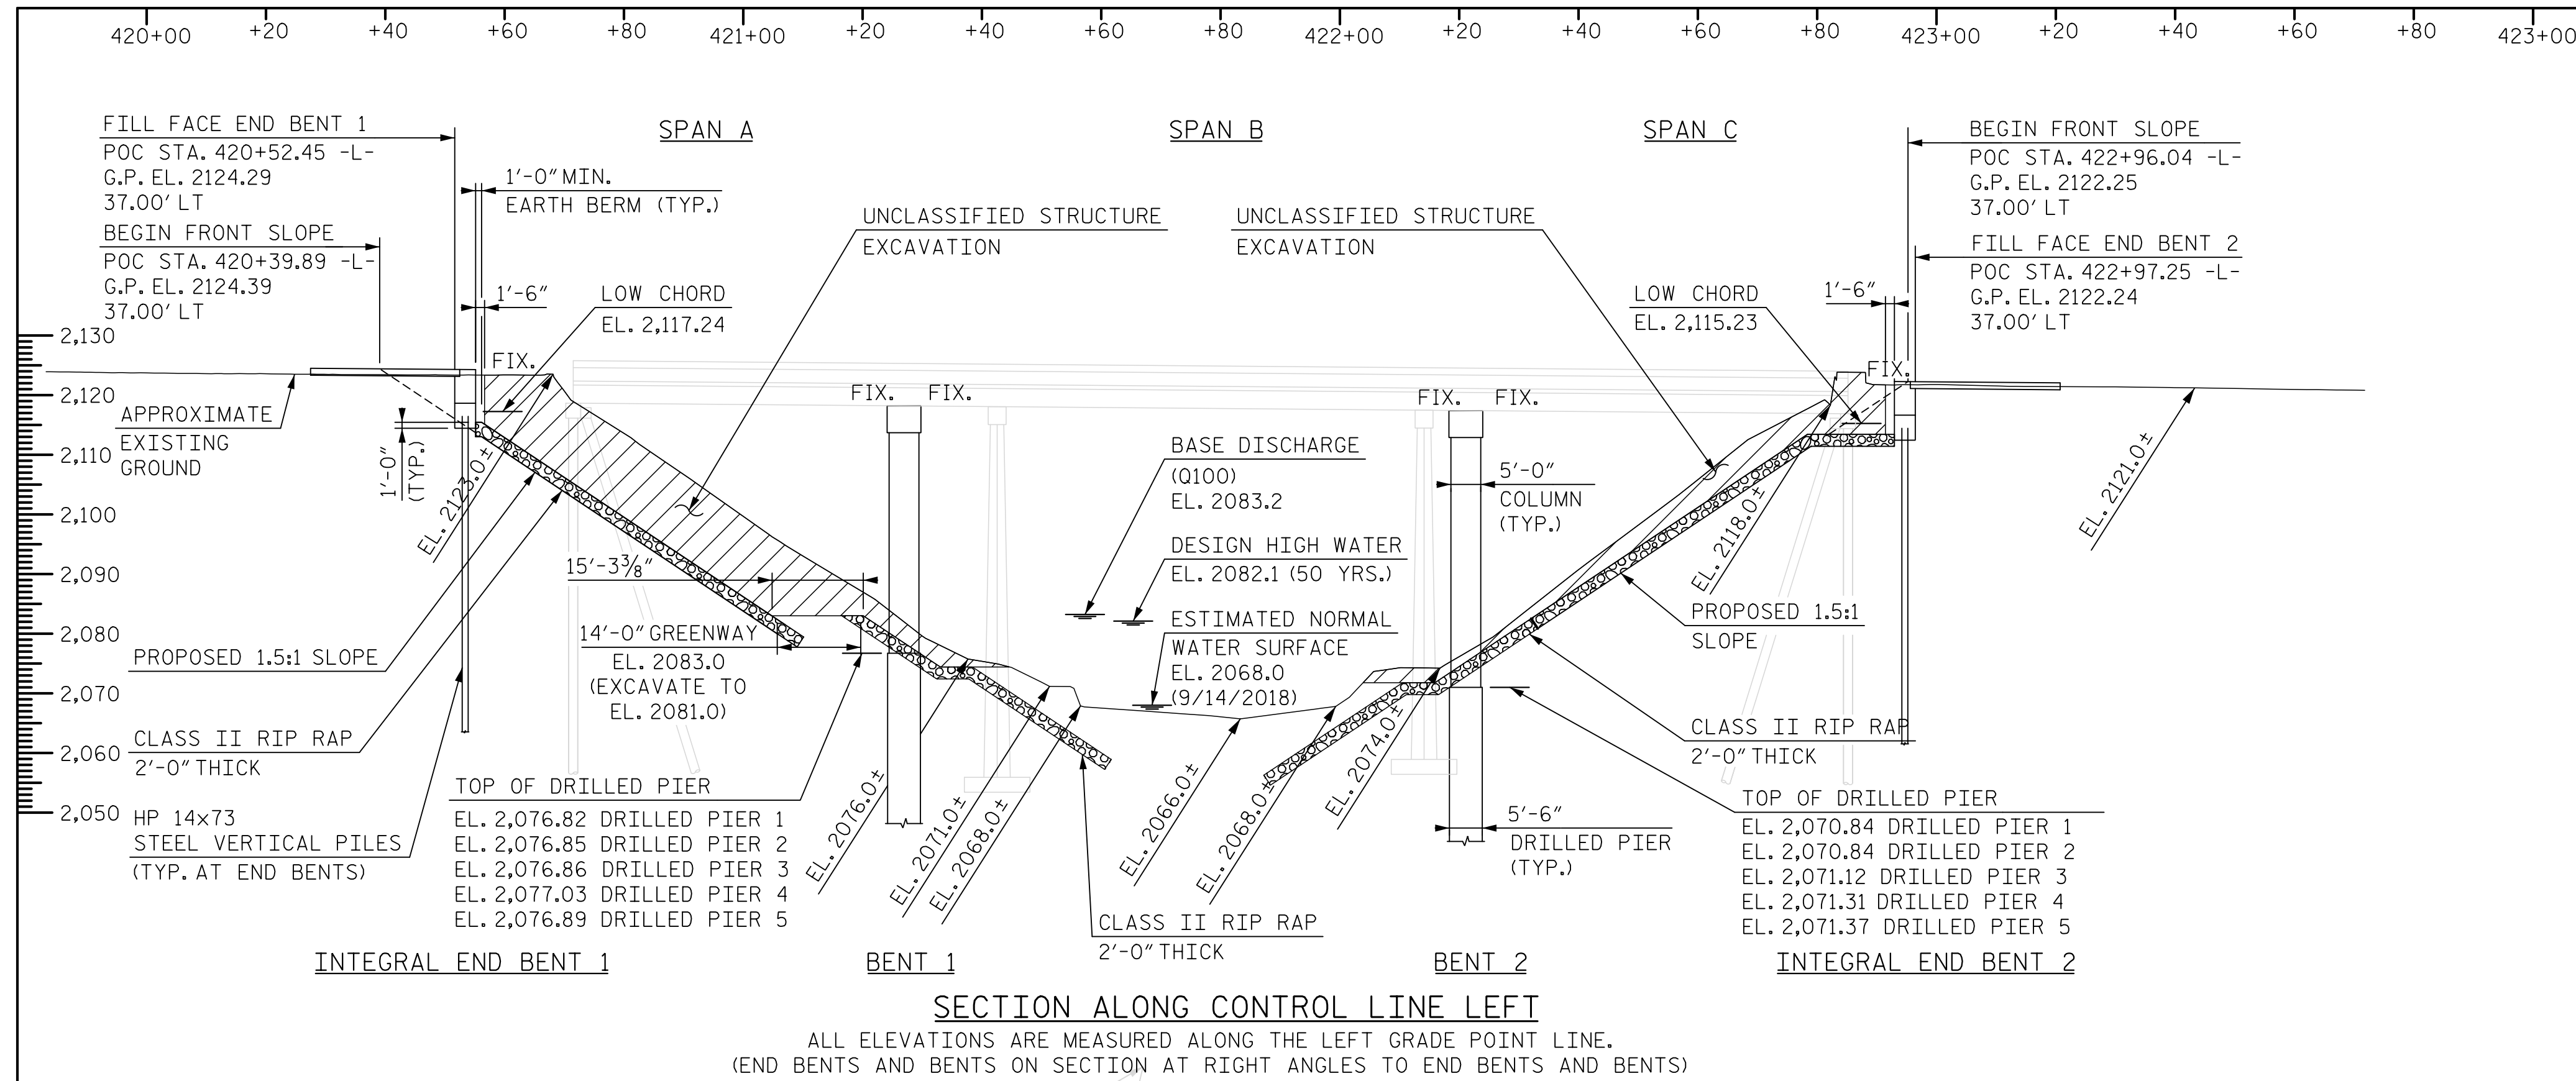 420+00 +20 +40 +60 +80 421+00 +20 +40 +60 +80 422+00 +20 +40 +60 +80 423+00 +20 +40 +60 +80 423+00
SPAN A
SPAN B
SPAN C
FILL FACE END BENT 1
POC STA. 420+52.45 -L-
G.P. EL. 2124.29
37.00' LT
BEGIN FRONT SLOPE
POC STA. 420+39.89 -L-
G.P. EL. 2124.39
37.00' LT
1'-0" MIN.
EARTH BERM (TYP.)
1'-6"
LOW CHORD
EL. 2,117.24
UNCLASSIFIED STRUCTURE
EXCAVATION
UNCLASSIFIED STRUCTURE
EXCAVATION
LOW CHORD
EL. 2,115.23
1'-6"
BEGIN FRONT SLOPE
POC STA. 422+96.04 -L-
G.P. EL. 2122.25
37.00' LT
FILL FACE END BENT 2
POC STA. 422+97.25 -L-
G.P. EL. 2122.24
37.00' LT
2,130
2,120
2,110
2,100
2,090
2,080
2,070
2,060
2,050
FIX.
FIX. FIX.
FIX. FIX.
FIX.
APPROXIMATE
EXISTING
GROUND
1'-0"
(TYP.)
EL. 2123.0±
15'-3⅜"
14'-0" GREENWAY
EL. 2083.0
(EXCAVATE TO
EL. 2081.0)
PROPOSED 1.5:1 SLOPE
CLASS II RIP RAP
2'-0" THICK
HP 14x73
STEEL VERTICAL PILES
(TYP. AT END BENTS)
TOP OF DRILLED PIER
EL. 2,076.82 DRILLED PIER 1
EL. 2,076.85 DRILLED PIER 2
EL. 2,076.86 DRILLED PIER 3
EL. 2,077.03 DRILLED PIER 4
EL. 2,076.89 DRILLED PIER 5
BASE DISCHARGE
(Q100)
EL. 2083.2
DESIGN HIGH WATER
EL. 2082.1 (50 YRS.)
ESTIMATED NORMAL
WATER SURFACE
EL. 2068.0
(9/14/2018)
EL. 2076.0±
EL. 2071.0±
EL. 2068.0±
EL. 2066.0±
EL. 2068.0±
EL. 2074.0±
CLASS II RIP RAP
2'-0" THICK
5'-0"
COLUMN
(TYP.)
5'-6"
DRILLED PIER
(TYP.)
EL. 2118.0±
EL. 2121.0±
PROPOSED 1.5:1
SLOPE
CLASS II RIP RAP
2'-0" THICK
TOP OF DRILLED PIER
EL. 2,070.84 DRILLED PIER 1
EL. 2,070.84 DRILLED PIER 2
EL. 2,071.12 DRILLED PIER 3
EL. 2,071.31 DRILLED PIER 4
EL. 2,071.37 DRILLED PIER 5
INTEGRAL END BENT 1
BENT 1
BENT 2
INTEGRAL END BENT 2
SECTION ALONG CONTROL LINE LEFT
ALL ELEVATIONS ARE MEASURED ALONG THE LEFT GRADE POINT LINE.
(END BENTS AND BENTS ON SECTION AT RIGHT ANGLES TO END BENTS AND BENTS)